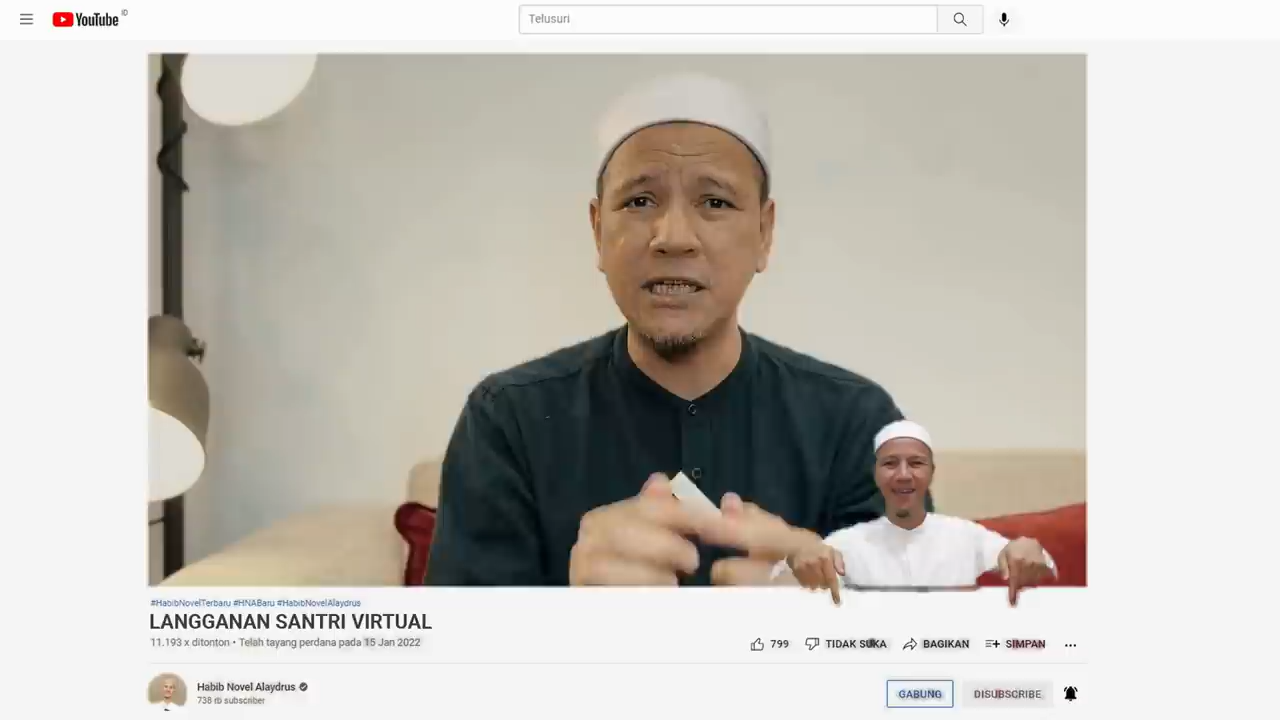 YouTube ID
Telusuri
#HabibNovelTerbaru #HNABaru #HabibNovelAlaydrus
LANGGANAN SANTRI VIRTUAL
11.193 x ditonton • Telah tayang perdana pada 15 Jan 2022
799 TIDAK SUKA BAGIKAN SIMPAN
Habib Novel Alaydrus
738 rb subscriber
GABUNG DISUBSCRIBE